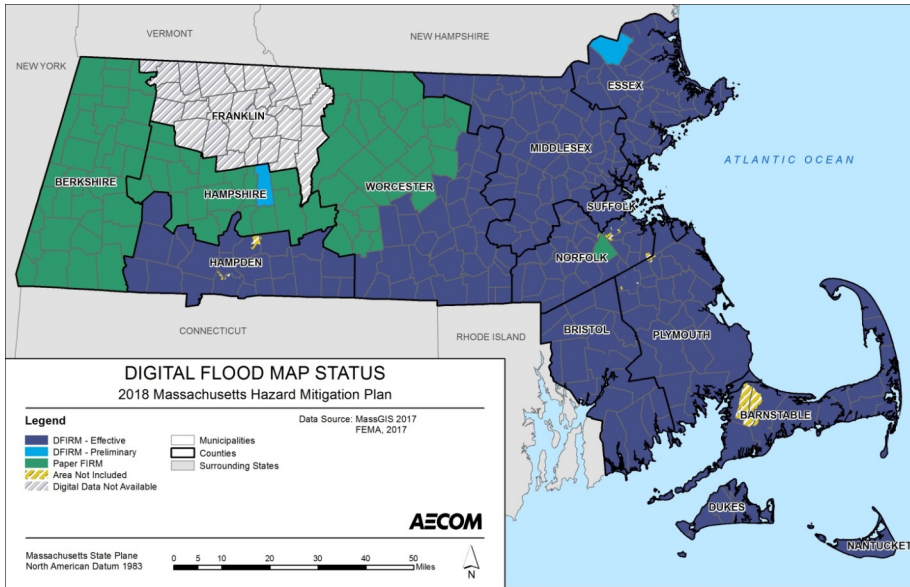 VERMONT
NEW HAMPSHIRE
NEW YORK
ESSEX
FRANKLIN
MIDDLESEX
ATLANTIC OCEAN
BERKSHIRE
HAMPSHIRE
WORCESTER
SUFFOLK
NORFOLK
HAMPDEN
CONNECTICUT
RHODE ISLAND
BRISTOL
PLYMOUTH
BARNSTABLE
DUKES
NANTUCKET
DIGITAL FLOOD MAP STATUS
2018 Massachusetts Hazard Mitigation Plan
Legend
DFIRM - Effective
DFIRM - Preliminary
Paper FIRM
Area Not Included
Digital Data Not Available
Municipalities
Counties
Surrounding States
Data Source: MassGIS 2017
FEMA, 2017
AECOM
Massachusetts State Plane
North American Datum 1983
0 5 10 20 30 40 50
Miles
N